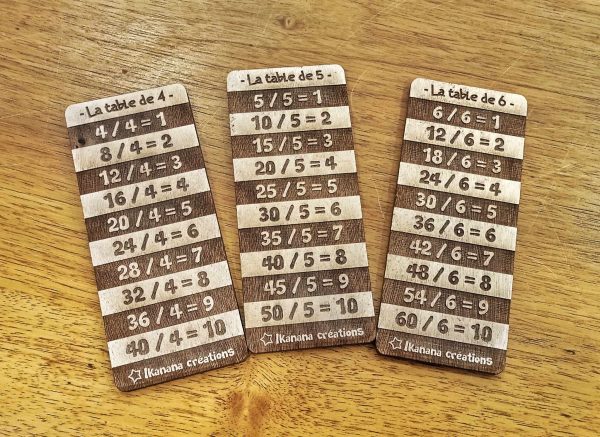 - La table de 4 -
4 / 4 = 1
8 / 4 = 2
12 / 4 = 3
16 / 4 = 4
20 / 4 = 5
24 / 4 = 6
28 / 4 = 7
32 / 4 = 8
36 / 4 = 9
40 / 4 = 10
Ikanana créations
- La table de 5 -
5 / 5 = 1
10 / 5 = 2
15 / 5 = 3
20 / 5 = 4
25 / 5 = 5
30 / 5 = 6
35 / 5 = 7
40 / 5 = 8
45 / 5 = 9
50 / 5 = 10
Ikanana créations
- La table de 6 -
6 / 6 = 1
12 / 6 = 2
18 / 6 = 3
24 / 6 = 4
30 / 6 = 5
36 / 6 = 6
42 / 6 = 7
48 / 6 = 8
54 / 6 = 9
60 / 6 = 10
Ikanana créations